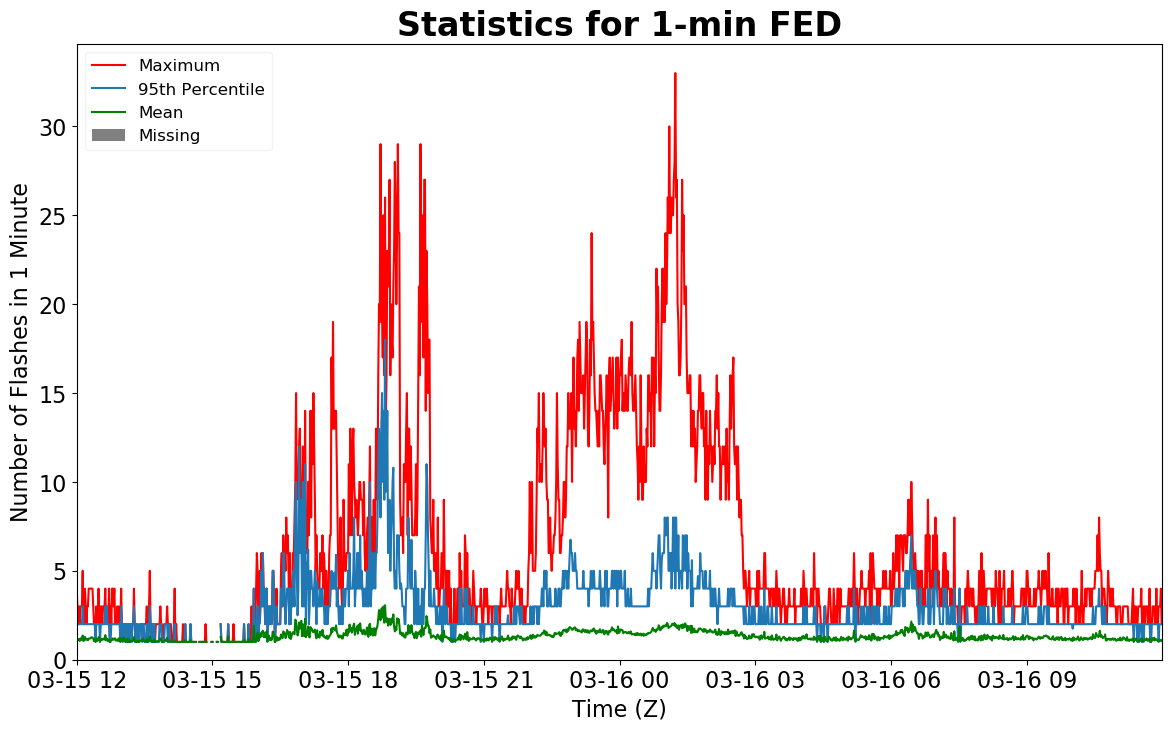 Statistics for 1-min FED
Maximum
95th Percentile
Mean
Missing
Number of Flashes in 1 Minute
30
25
20
15
10
5
0
03-15 12
03-15 15
03-15 18
03-15 21
03-16 00
03-16 03
03-16 06
03-16 09
Time (Z)